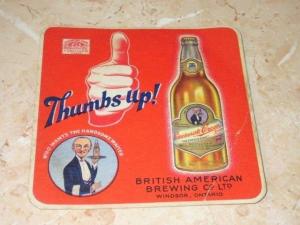 Thumbs up!
WHO WANTS THE HANDSOME WAITER
BRITISH AMERICAN
BREWING CO LTD
WINDSOR, ONTARIO